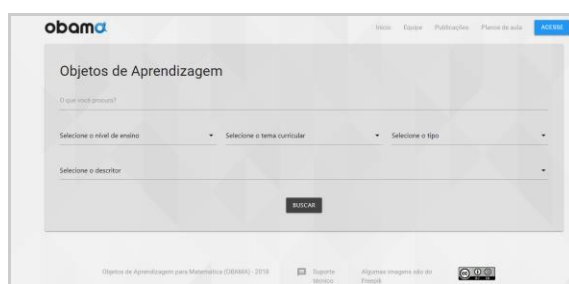 obama
Início Equipe Publicações Planos de aula ACESSE
Objetos de Aprendizagem
O que você procura?
Selecione o nível de ensino Selecione o tema curricular Selecione o tipo
Selecione o descritor
BUSCAR
Objetos de Aprendizagem para Matemática (OBAMA) - 2018 Suporte técnico Algumas imagens são do Freepik